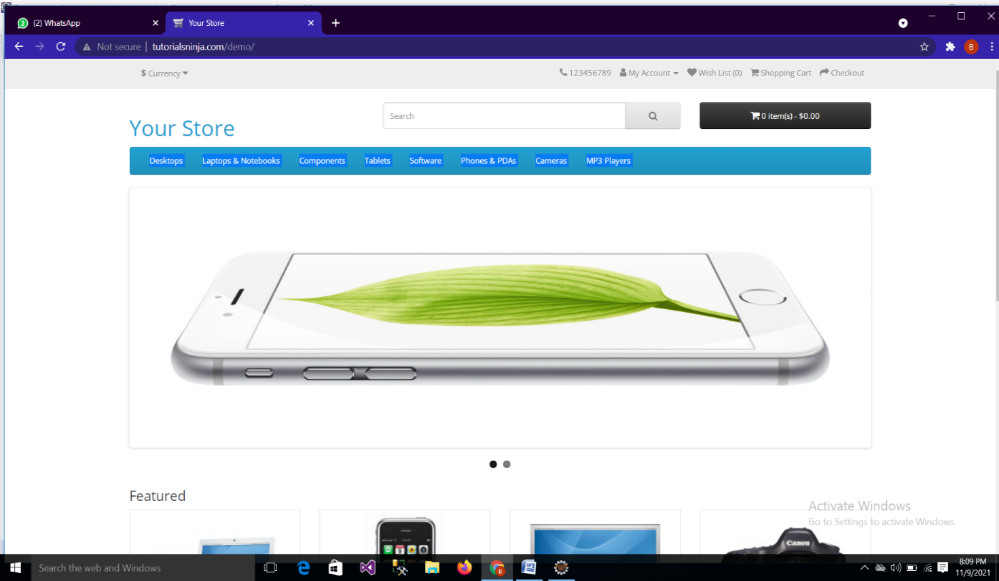 (2) WhatsApp
Your Store
Not secure | tutorialsninja.com/demo/
B
$ Currency
123456789 My Account Wish List (0) Shopping Cart Checkout
Your Store
Search
0 item(s) - $0.00
Desktops Laptops & Notebooks Components Tablets Software Phones & PDAs Cameras MP3 Players
Featured
Canon
Activate Windows
Go to Settings to activate Windows.
Search the web and Windows
8:09 PM
11/9/2021